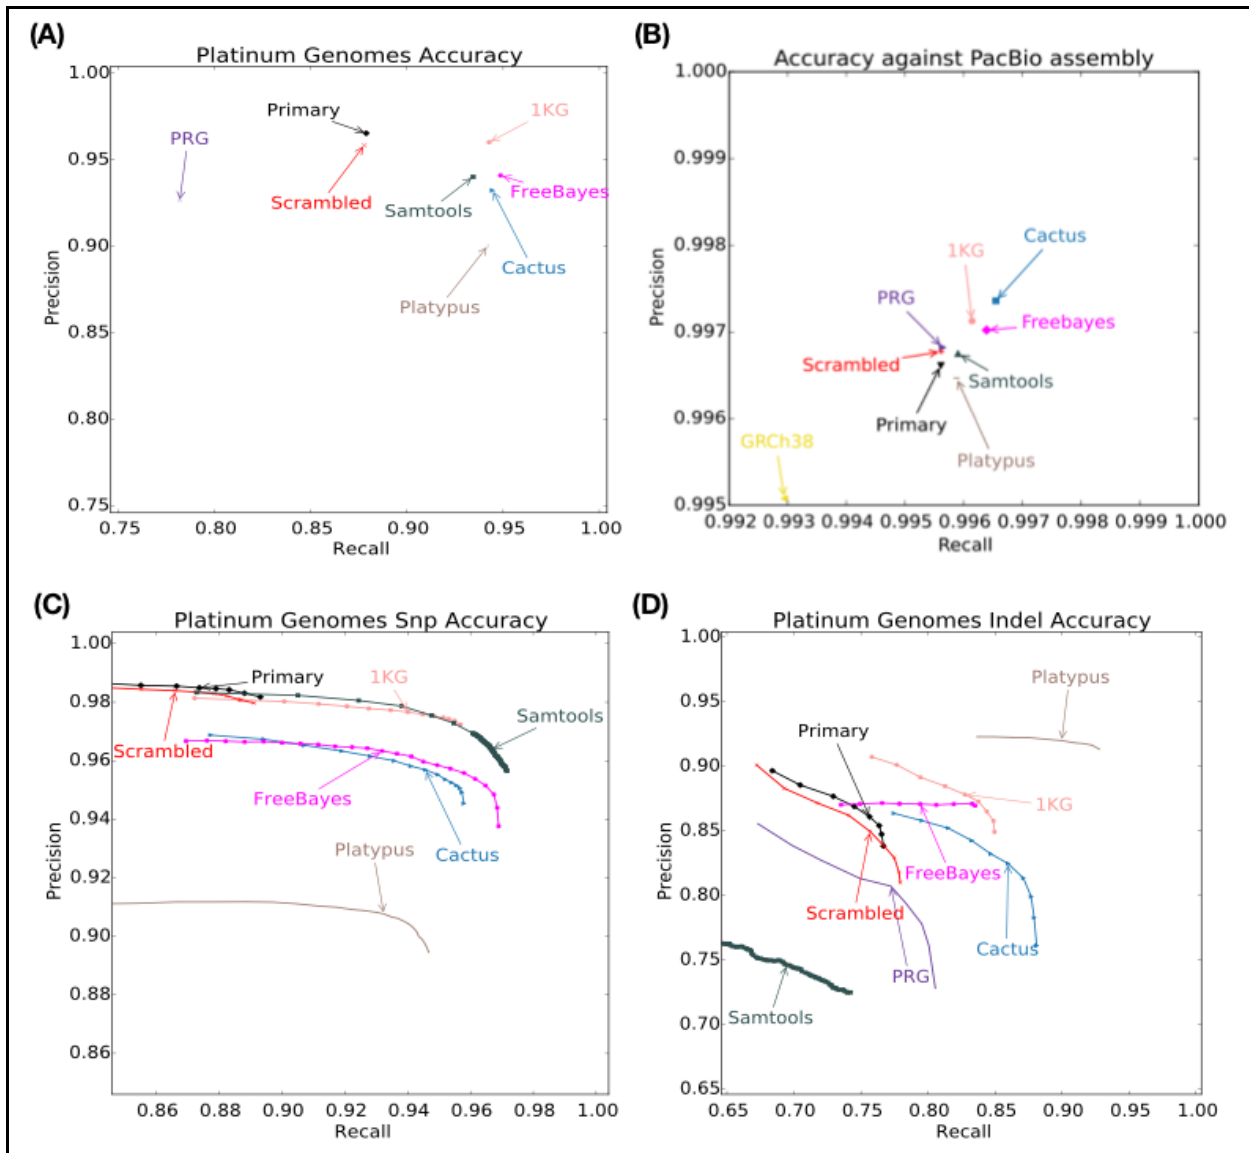 (A)
Platinum Genomes Accuracy
1.00
0.95
0.90
0.85
0.80
0.75
Precision
PRG
Primary
Scrambled
1KG
Samtools
FreeBayes
Cactus
Platypus
0.75 0.80 0.85 0.90 0.95 1.00
Recall
(B)
Accuracy against PacBio assembly
1.000
0.999
0.998
0.997
0.996
0.995
Precision
Cactus
1KG
PRG
Freebayes
Scrambled
Samtools
Primary
Platypus
GRCh38
0.992 0.993 0.994 0.995 0.996 0.997 0.998 0.999 1.000
Recall
(C)
Platinum Genomes Snp Accuracy
1.00
0.98
0.96
0.94
0.92
0.90
0.88
0.86
Precision
Primary
1KG
Samtools
Scrambled
FreeBayes
Cactus
Platypus
0.86 0.88 0.90 0.92 0.94 0.96 0.98 1.00
Recall
(D)
Platinum Genomes Indel Accuracy
1.00
0.95
0.90
0.85
0.80
0.75
0.70
0.65
Precision
Platypus
Primary
1KG
FreeBayes
Scrambled
Cactus
PRG
Samtools
0.65 0.70 0.75 0.80 0.85 0.90 0.95 1.00
Recall